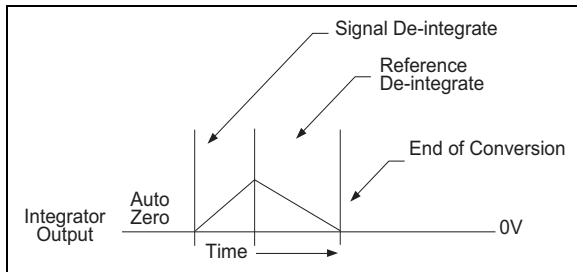 Signal De-integrate
Reference
De-integrate
End of Conversion
Auto
Zero
Integrator
Output
0V
Time